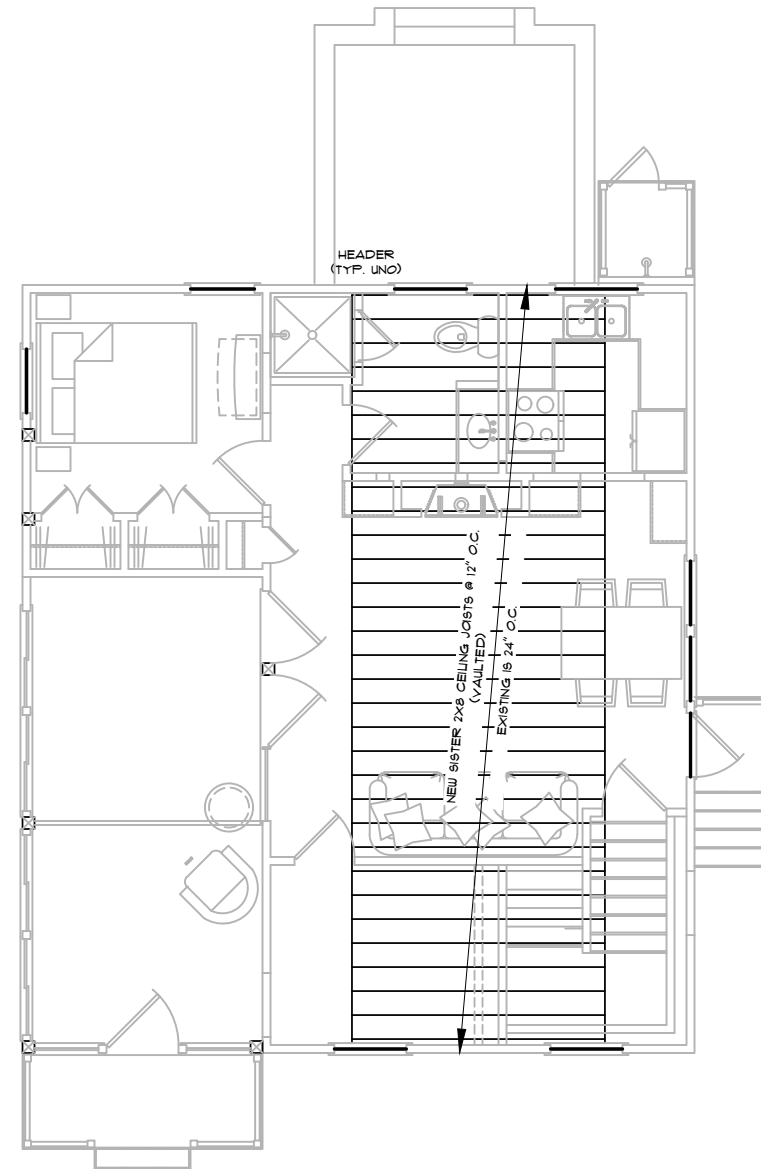 HEADER
(TYP. UNO)
NEW SISTER 2X8 CEILING JOISTS @ 12" O.C.
(VAULTED)
EXISTING IS 24" O.C.